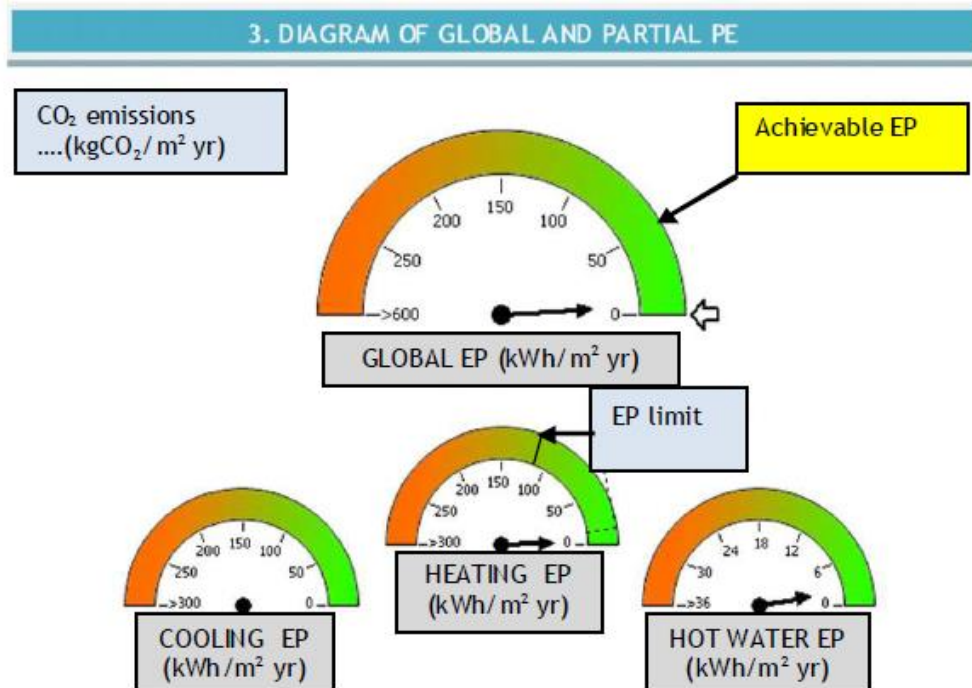 3. DIAGRAM OF GLOBAL AND PARTIAL PE
CO₂ emissions
....(kgCO₂/m² yr)
Achievable EP
150
200
100
250
50
>600
0
GLOBAL EP (kWh/m² yr)
EP limit
150
200
100
250
50
>300
0
HEATING EP
(kWh/m² yr)
150
200
100
250
50
>300
0
COOLING EP
(kWh/m² yr)
18
24
12
30
6
>36
0
HOT WATER EP
(kWh/m² yr)